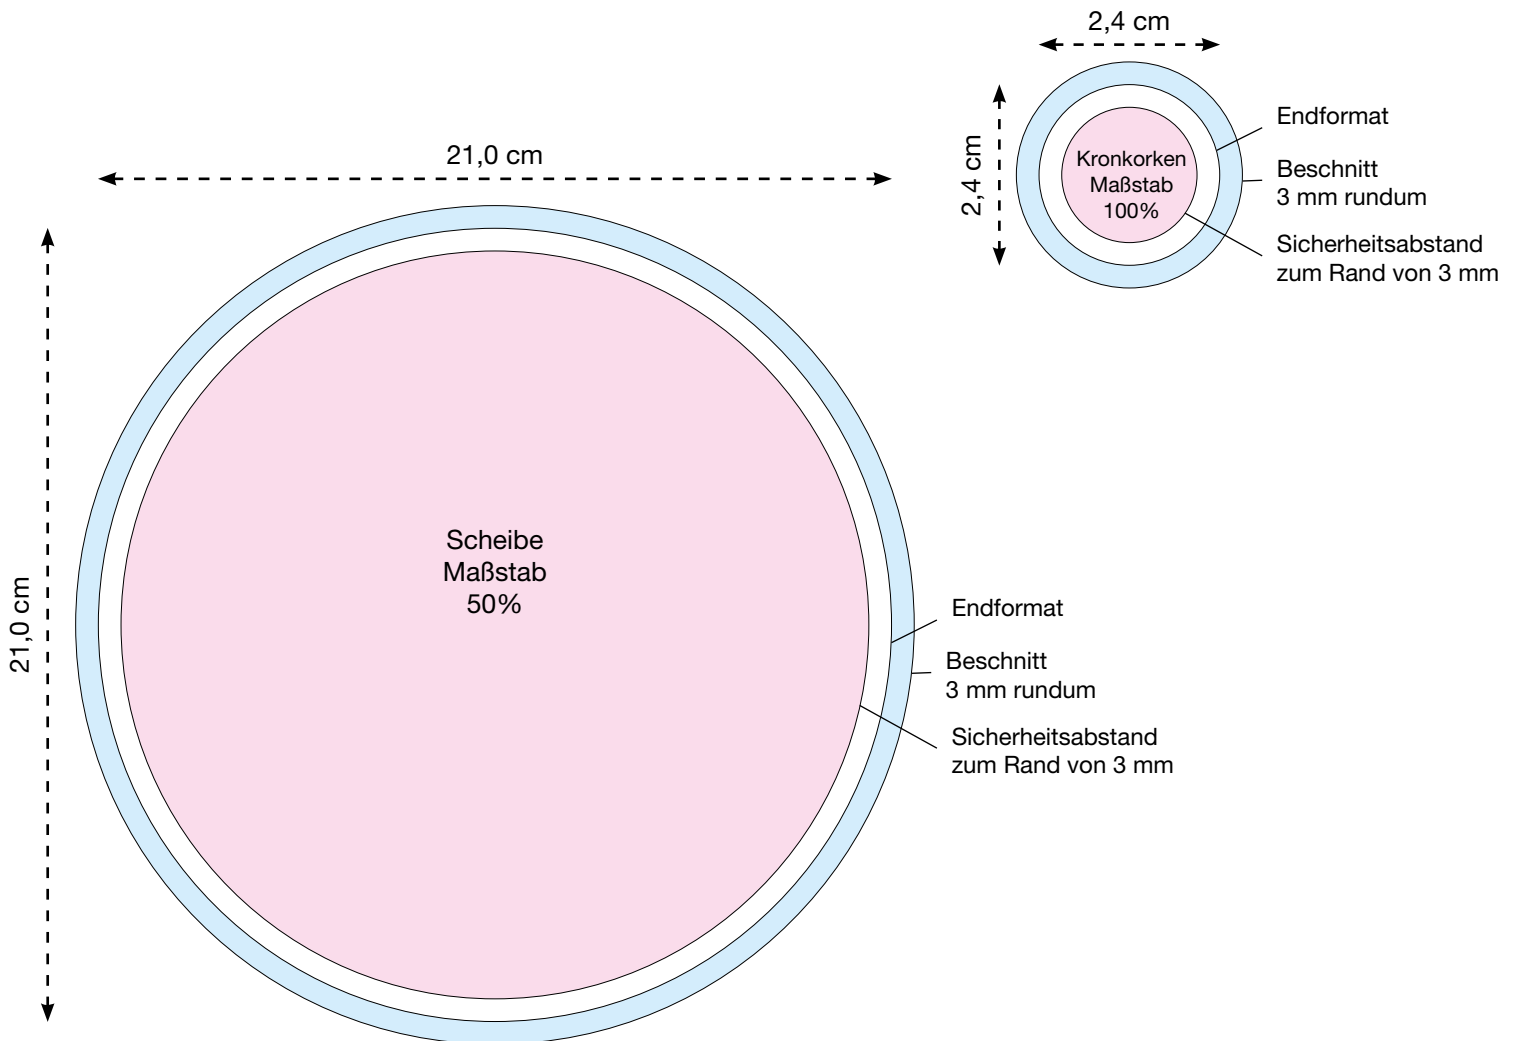 2,4 cm
2,4 cm
Kronkorken
Maßstab
100%
Endformat
Beschnitt
3 mm rundum
Sicherheitsabstand
zum Rand von 3 mm
21,0 cm
21,0 cm
Scheibe
Maßstab
50%
Endformat
Beschnitt
3 mm rundum
Sicherheitsabstand
zum Rand von 3 mm